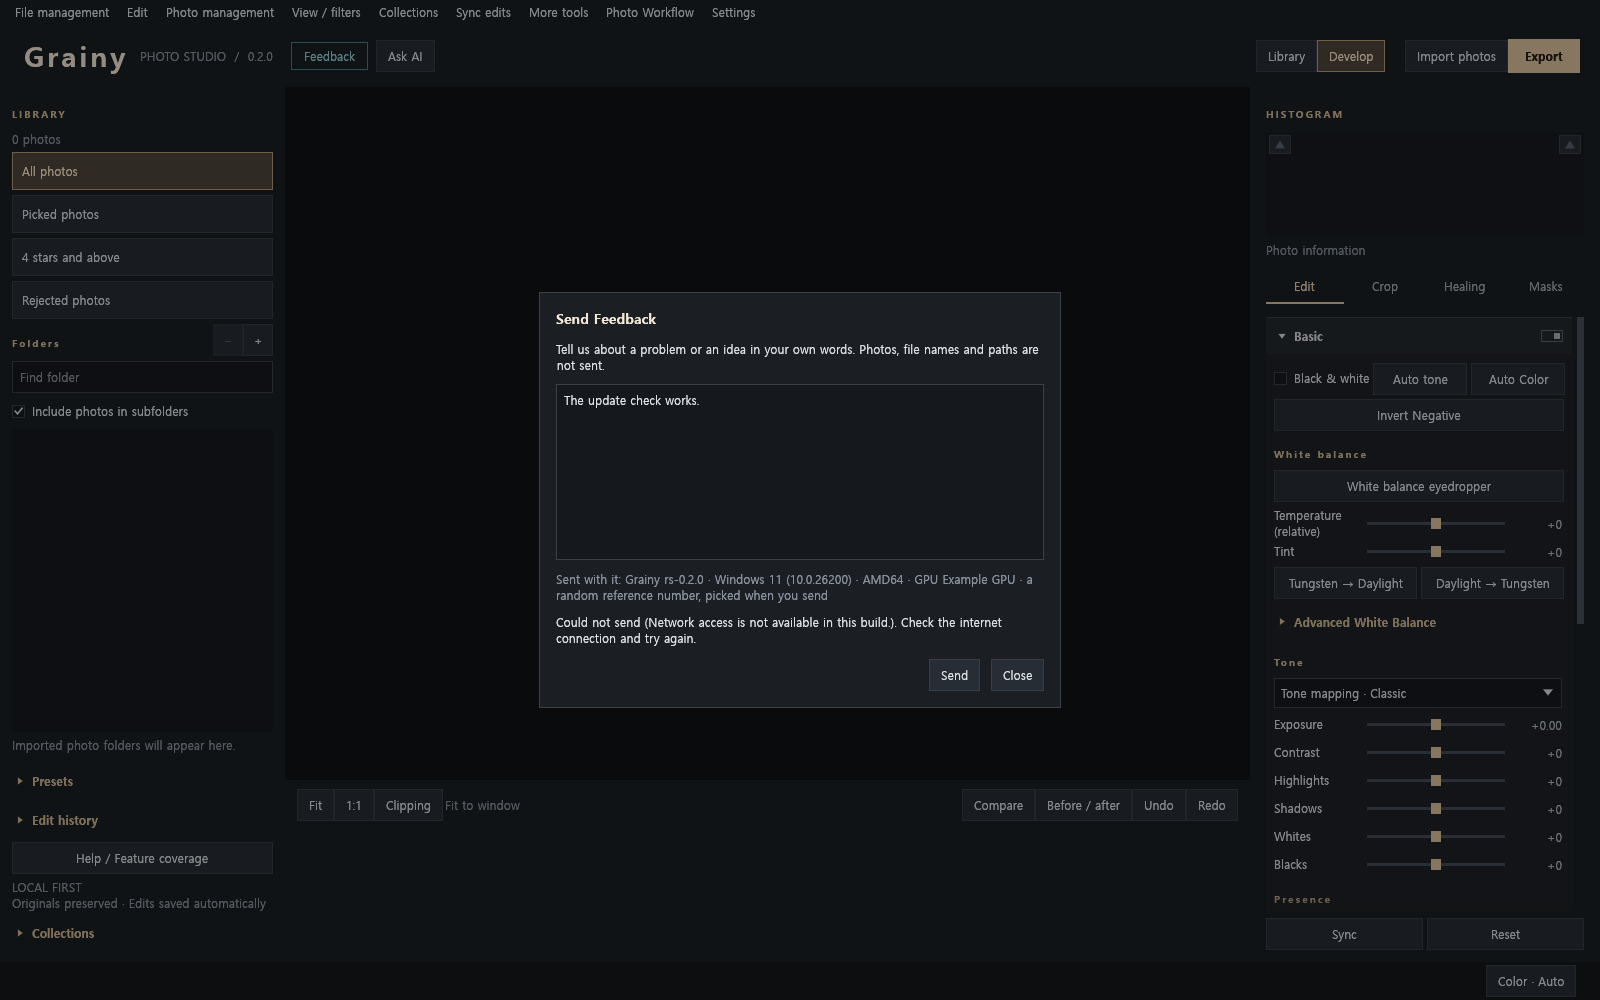 File management Edit Photo management View / filters Collections Sync edits More tools Photo Workflow Settings
Grainy PHOTO STUDIO / 0.2.0 Feedback Ask AI Library Develop Import photos Export
LIBRARY
0 photos
All photos
Picked photos
4 stars and above
Rejected photos
Folders − +
Find folder
Include photos in subfolders
Imported photo folders will appear here.
Presets
Edit history
Help / Feature coverage
LOCAL FIRST
Originals preserved · Edits saved automatically
Collections
Send Feedback
Tell us about a problem or an idea in your own words. Photos, file names and paths are
not sent.
The update check works.
Sent with it: Grainy rs-0.2.0 · Windows 11 (10.0.26200) · AMD64 · GPU Example GPU · a
random reference number, picked when you send
Could not send (Network access is not available in this build.). Check the internet
connection and try again.
Send Close
Fit 1:1 Clipping Fit to window Compare Before / after Undo Redo
HISTOGRAM
Photo information
Edit Crop Healing Masks
Basic
Black & white Auto tone Auto Color
Invert Negative
White balance
White balance eyedropper
Temperature
(relative) +0
Tint +0
Tungsten → Daylight Daylight → Tungsten
Advanced White Balance
Tone
Tone mapping · Classic
Exposure +0.00
Contrast +0
Highlights +0
Shadows +0
Whites +0
Blacks +0
Presence
Sync Reset
Color · Auto